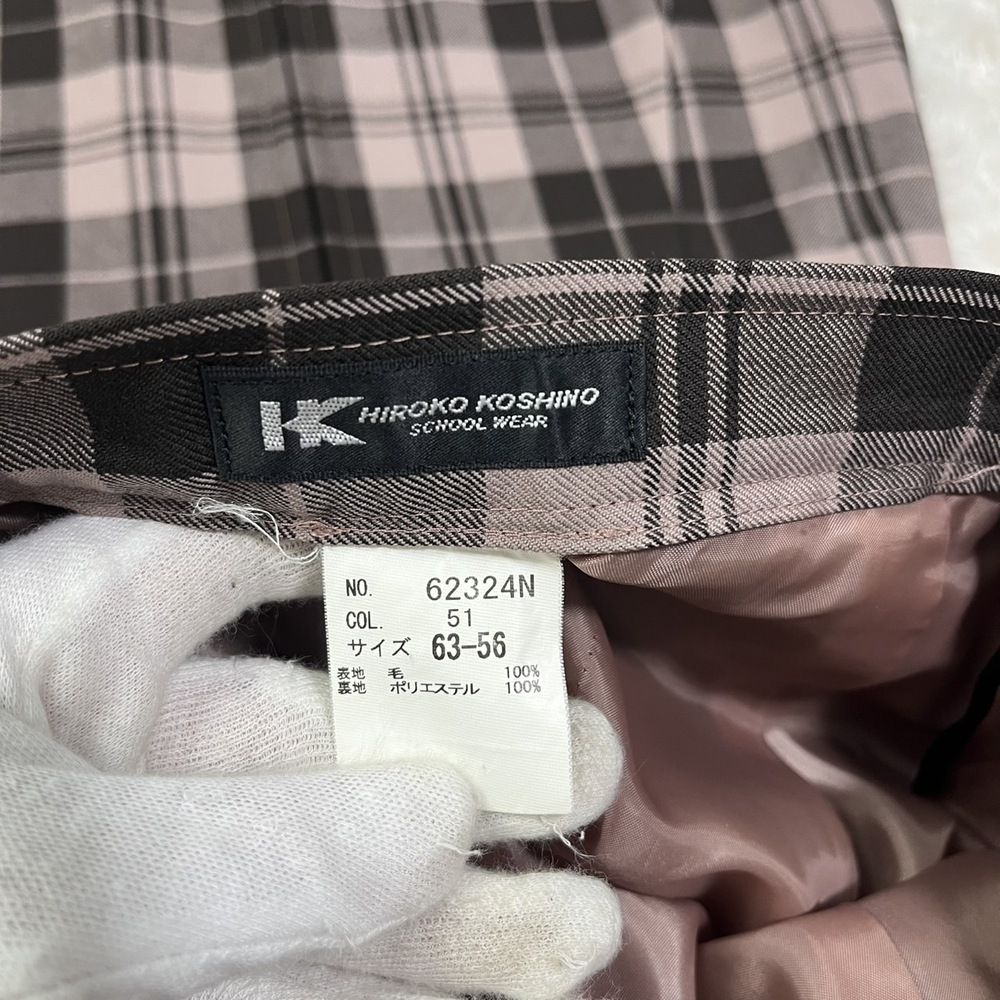 HK HIROKO KOSHINO
SCHOOL WEAR
NO. 62324N
COL. 51
サイズ 63-56
表地 毛 100%
裏地 ポリエステル 100%